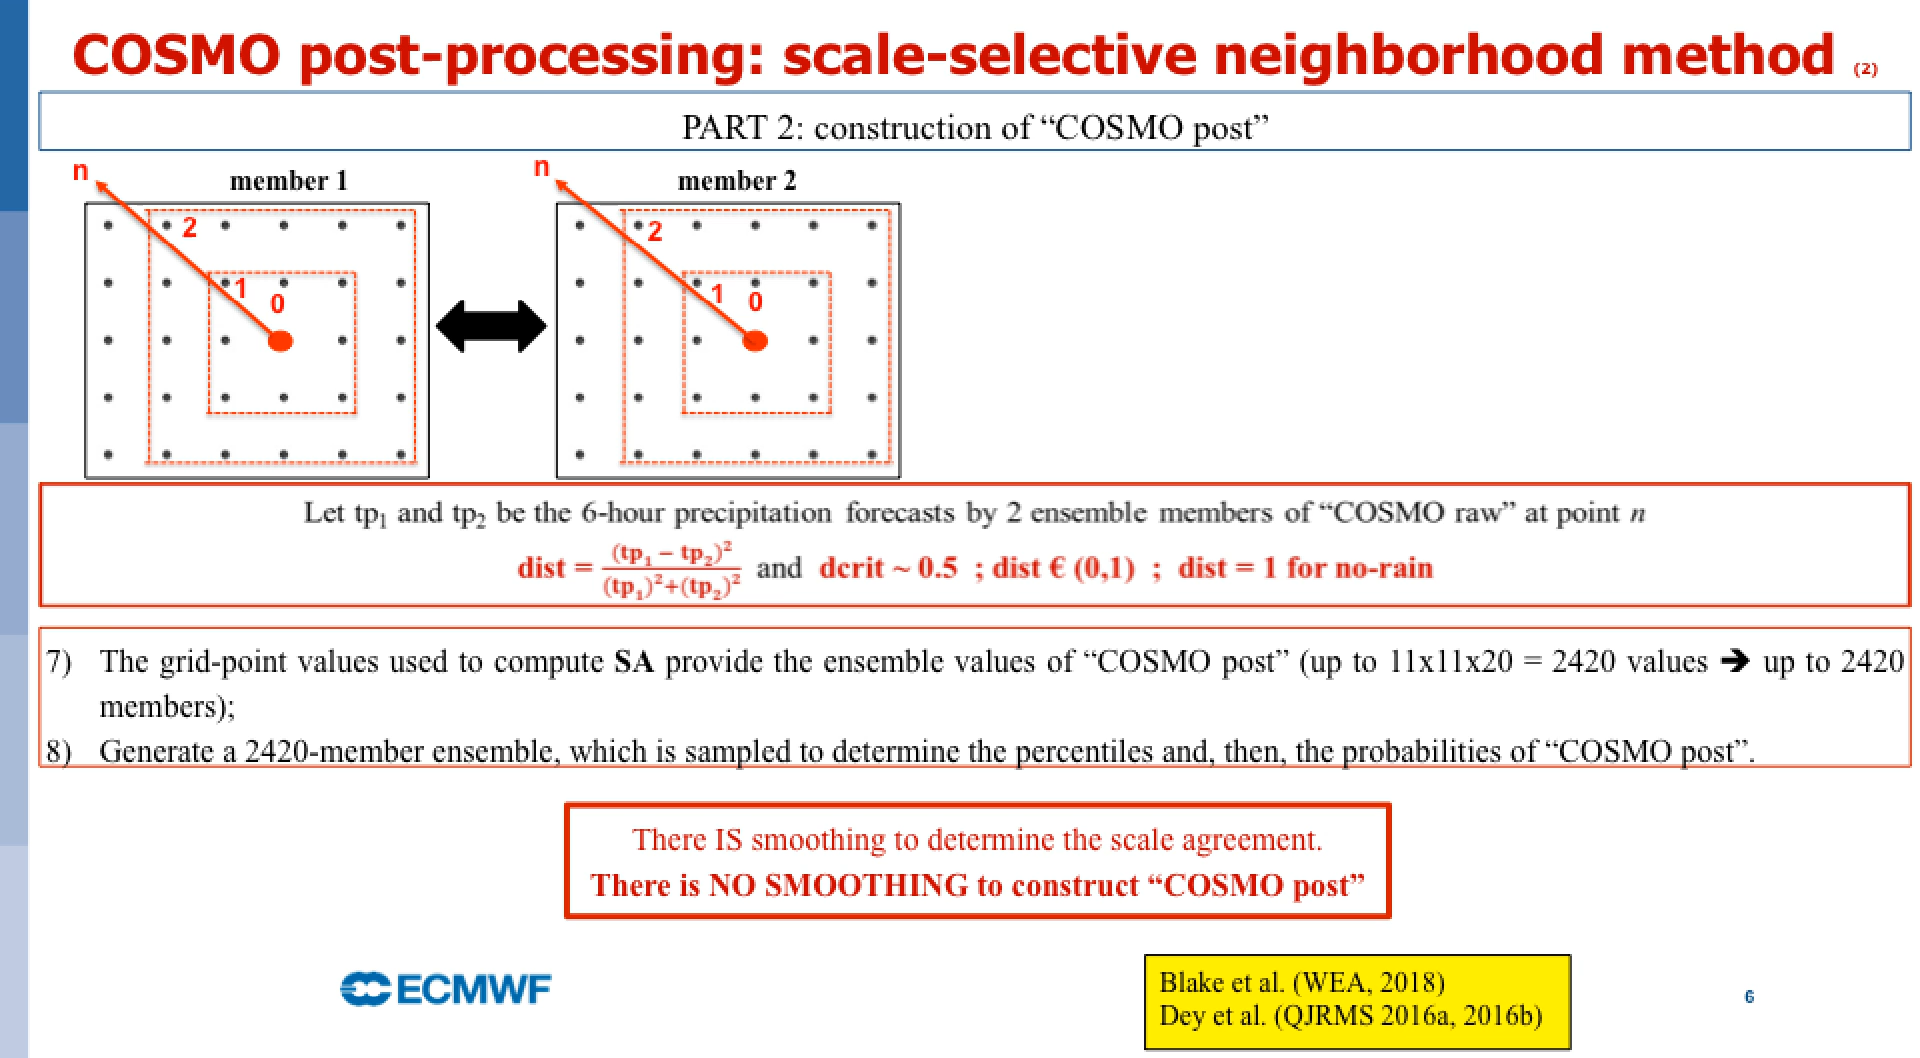 COSMO post-processing: scale-selective neighborhood method (2)
PART 2: construction of “COSMO post”
n
member 1
2
1
0
n
member 2
2
1
0
Let tp₁ and tp₂ be the 6-hour precipitation forecasts by 2 ensemble members of “COSMO raw” at point n
dist = (tp₁ − tp₂)² / (tp₁)²+(tp₂)² and dcrit ~ 0.5 ; dist € (0,1) ; dist = 1 for no-rain
7) The grid-point values used to compute SA provide the ensemble values of “COSMO post” (up to 11x11x20 = 2420 values ➔ up to 2420
members);
8) Generate a 2420-member ensemble, which is sampled to determine the percentiles and, then, the probabilities of “COSMO post”.
There IS smoothing to determine the scale agreement.
There is NO SMOOTHING to construct “COSMO post”
ECMWF
Blake et al. (WEA, 2018)
Dey et al. (QJRMS 2016a, 2016b)
6